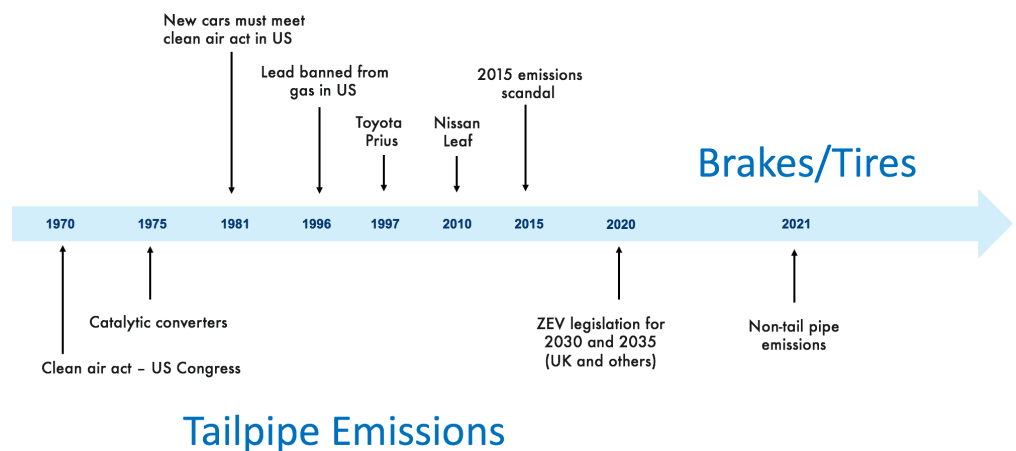 New cars must meet
clean air act in US
Lead banned from
gas in US
2015 emissions
scandal
Toyota
Prius
Nissan
Leaf
Brakes/Tires
1970 1975 1981 1996 1997 2010 2015 2020 2021
Catalytic converters
ZEV legislation for
2030 and 2035
(UK and others)
Non-tail pipe
emissions
Clean air act – US Congress
Tailpipe Emissions